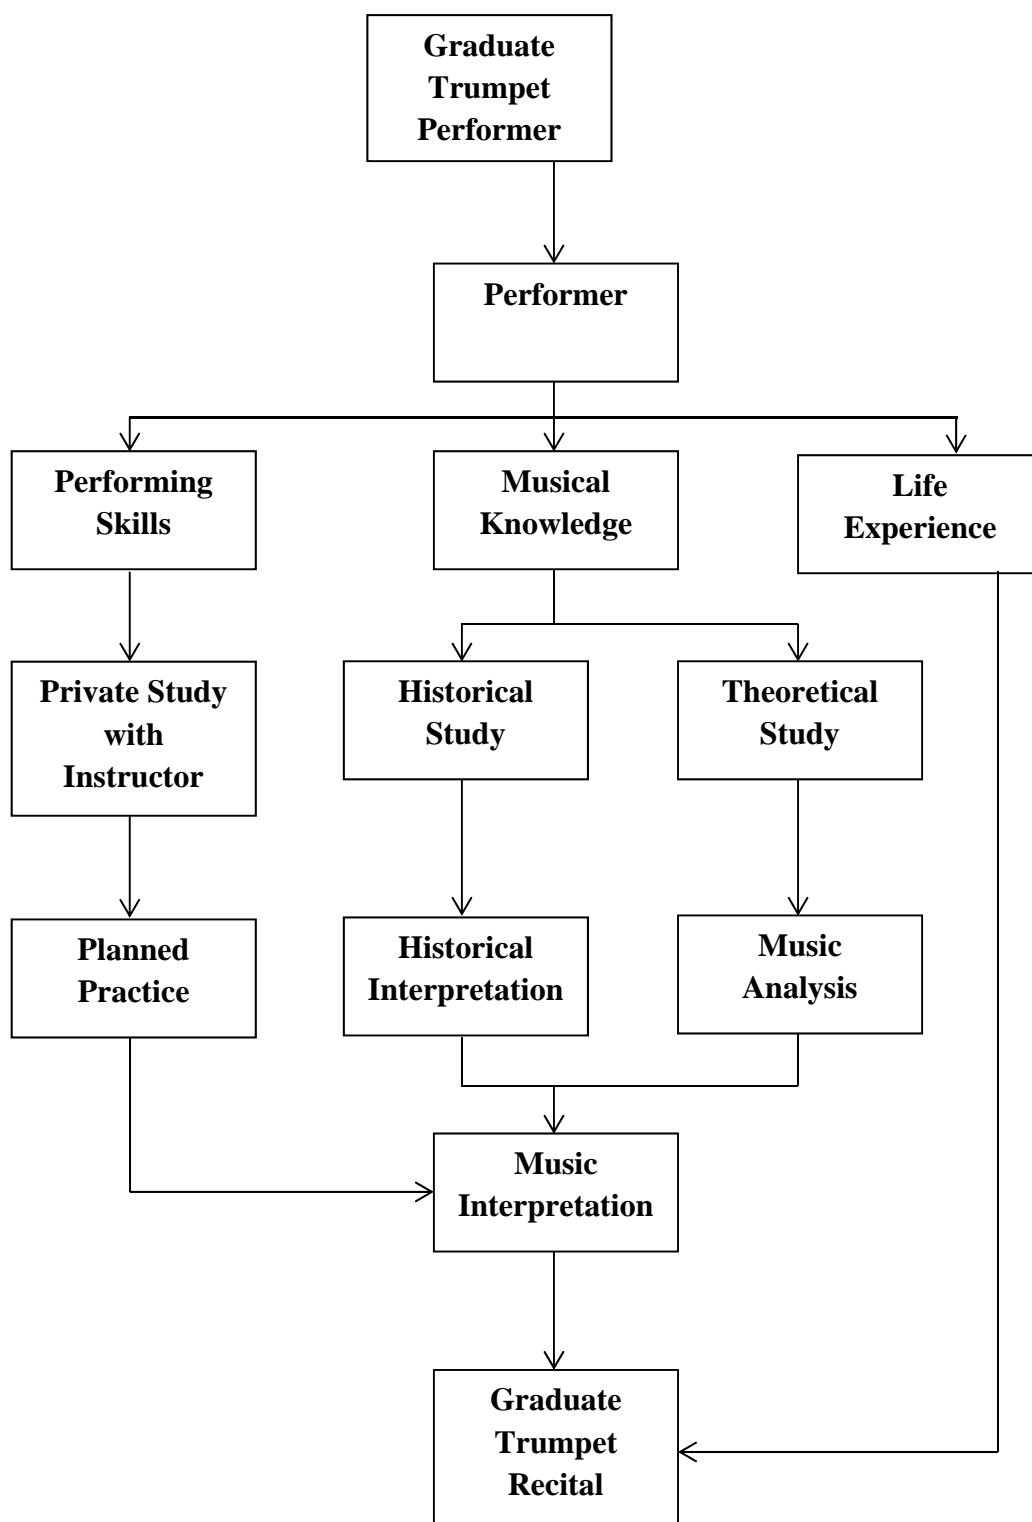 Graduate
Trumpet
Performer
Performer
Performing
Skills
Musical
Knowledge
Life
Experience
Private Study
with
Instructor
Historical
Study
Theoretical
Study
Planned
Practice
Historical
Interpretation
Music
Analysis
Music
Interpretation
Graduate
Trumpet
Recital